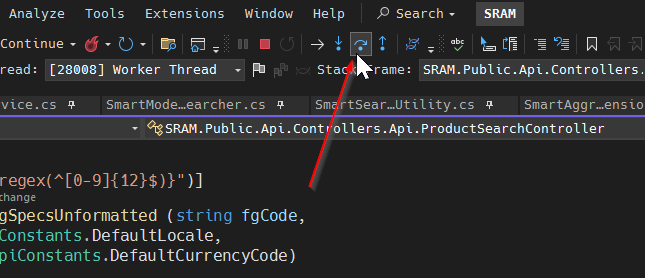 Analyze Tools Extensions Window Help Search SRAM
Continue
read: [28008] Worker Thread Stack Frame: SRAM.Public.Api.Controllers.
vice.cs SmartMode...earcher.cs SmartSear...Utility.cs SmartAggr...ension
SRAM.Public.Api.Controllers.Api.ProductSearchController
regex(^[0-9]{12}$)}")]
change
gSpecsUnformatted (string fgCode,
Constants.DefaultLocale,
piConstants.DefaultCurrencyCode)